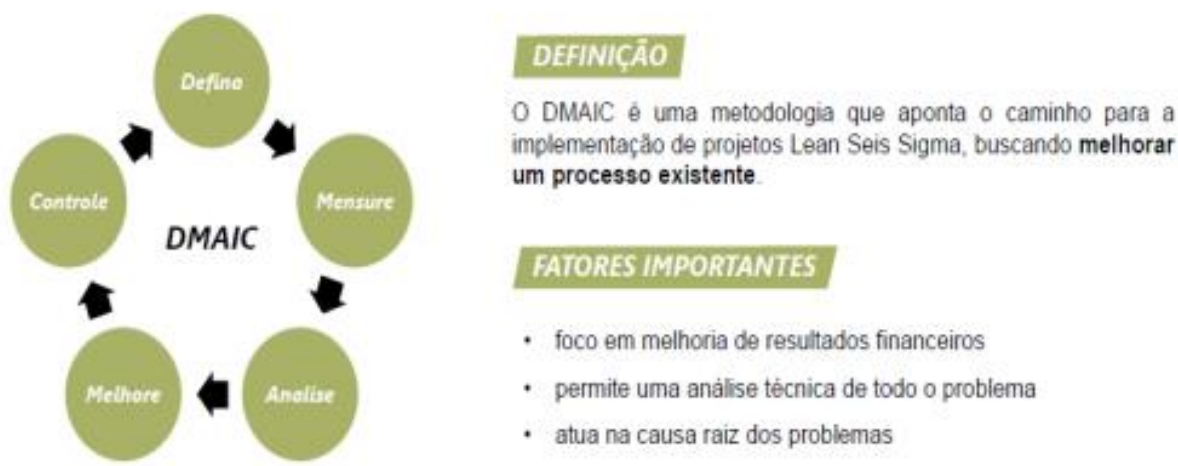 Defina
Controle
Mensure
DMAIC
Melhore
Analise
DEFINIÇÃO
O DMAIC é uma metodologia que aponta o caminho para a
implementação de projetos Lean Seis Sigma, buscando melhorar
um processo existente.
FATORES IMPORTANTES
• foco em melhoria de resultados financeiros
• permite uma análise técnica de todo o problema
• atua na causa raiz dos problemas